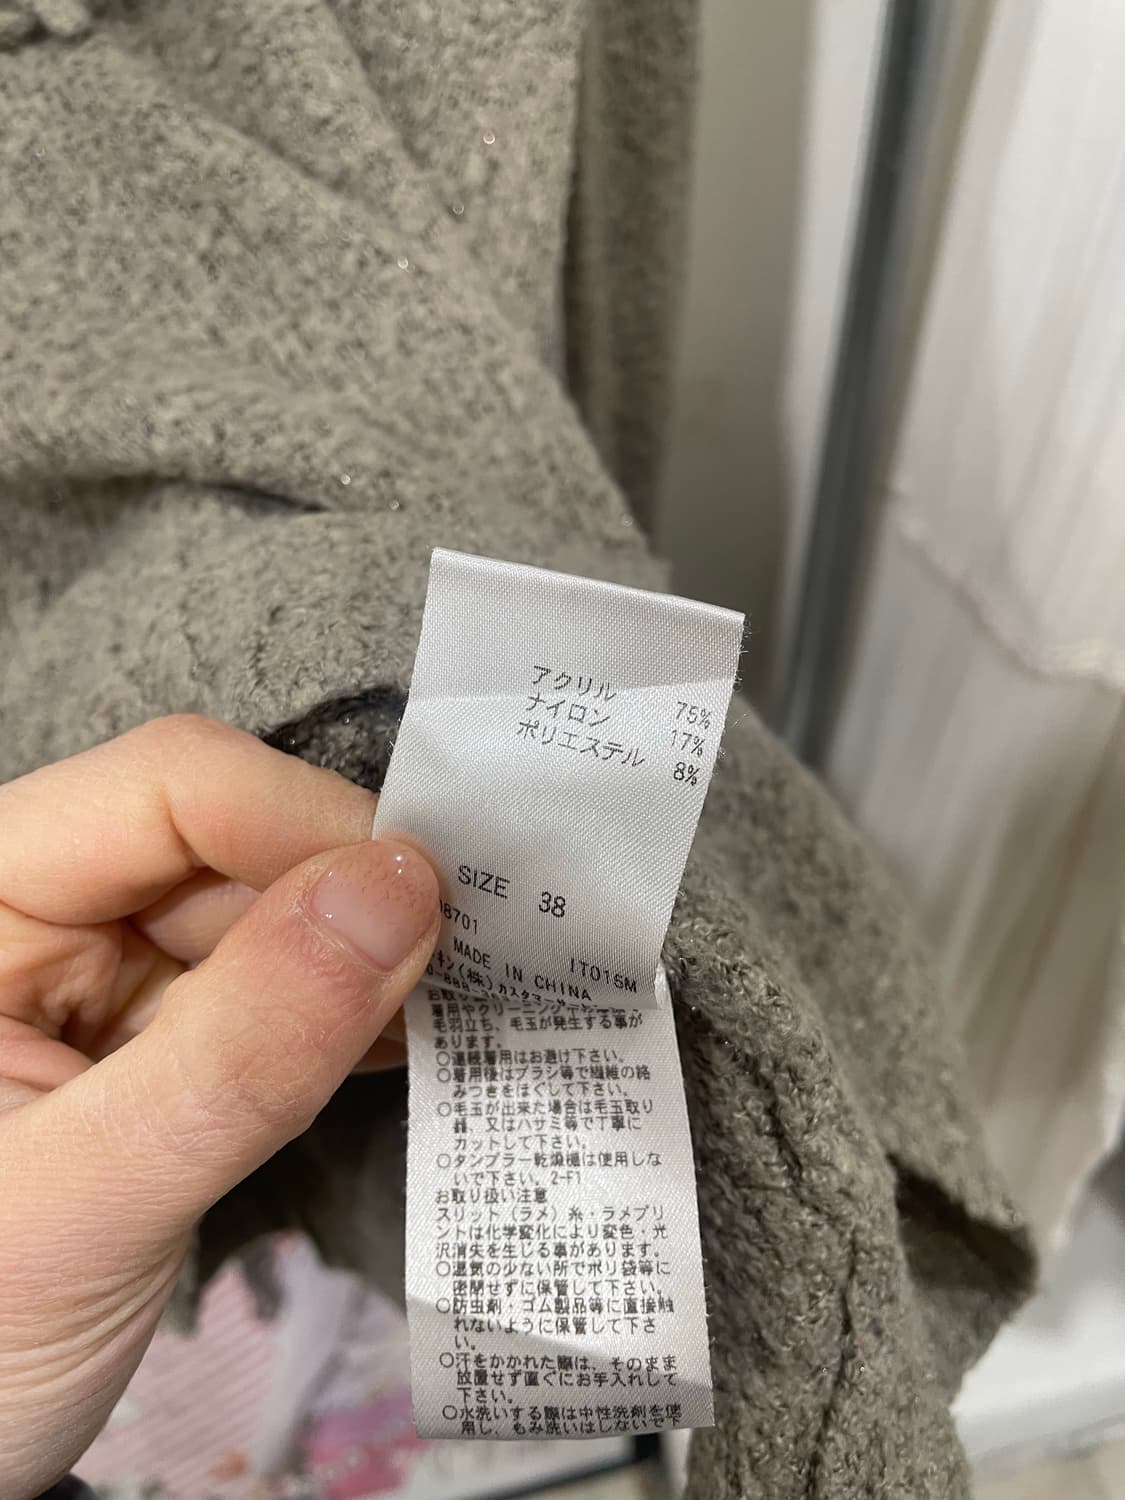 アクリル 75%
ナイロン 17%
ポリエステル 8%
SIZE 38
8701
MADE IN CHINA IT015M
キン(株)カスタマー
着用やクリーニング
毛羽立ち、毛玉が発生する事が
あります。
○連続着用はお避け下さい。
○着用後はブラシ等で繊維の絡
みつきをほぐして下さい。
○毛玉が出来た場合は毛玉取り
器、又はハサミ等で丁寧に
カットして下さい。
○タンブラー乾燥機は使用しな
いで下さい。2-F1
お取り扱い注意
スリット（ラメ）糸・ラメプリ
ントは化学変化により変色・光
沢消失を生じる事があります。
○湿気の少ない所でポリ袋等に
密閉せずに保管して下さい。
○防虫剤・ゴム製品等に直接触
れないように保管して下さ
い。
○汗をかかれた際は、そのまま
放置せず直ぐにお手入れして
下さい。
○水洗いする際は中性洗剤を使
用し、もみ洗いはしないで下